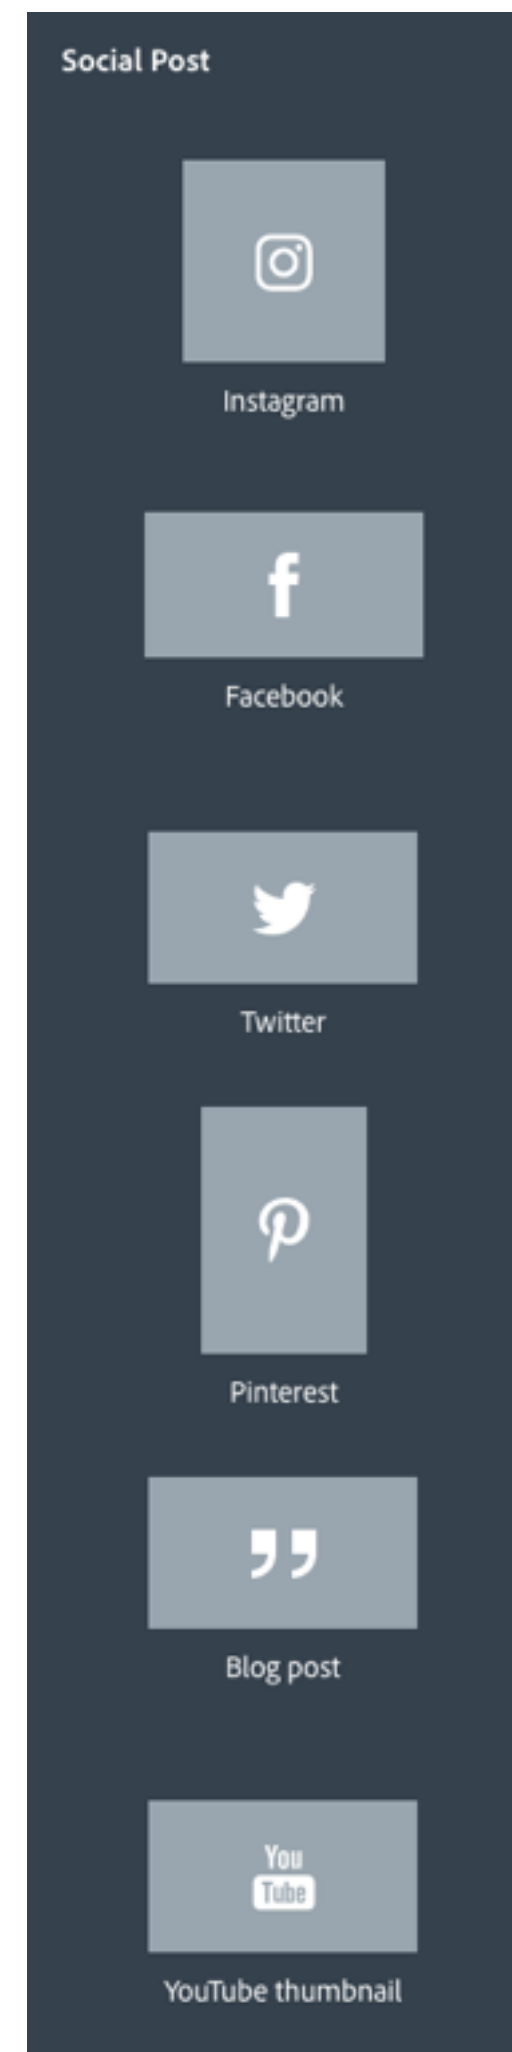 Social Post
Instagram
Facebook
Twitter
Pinterest
Blog post
You
Tube
YouTube thumbnail